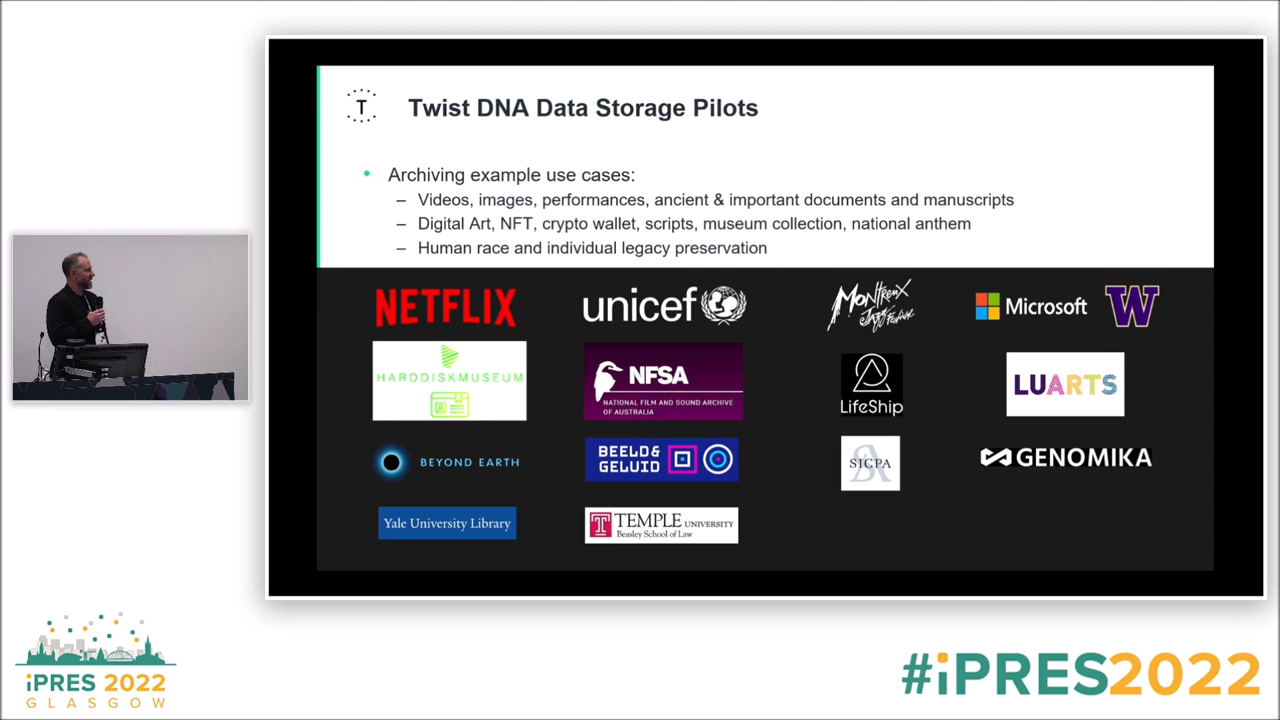 T
Twist DNA Data Storage Pilots
• Archiving example use cases:
– Videos, images, performances, ancient & important documents and manuscripts
– Digital Art, NFT, crypto wallet, scripts, museum collection, national anthem
– Human race and individual legacy preservation
NETFLIX
unicef
MONTREUX
JAZZ FESTIVAL
Microsoft
W
HARDDISKMUSEUM
NFSA
NATIONAL FILM AND SOUND ARCHIVE
OF AUSTRALIA
LifeShip
LUARTS
BEYOND EARTH
BEELD&
GELUID
SICPA
GENOMIKA
Yale University Library
T
TEMPLE UNIVERSITY
Beasley School of Law
iPRES 2022
GLASGOW
#iPRES2022